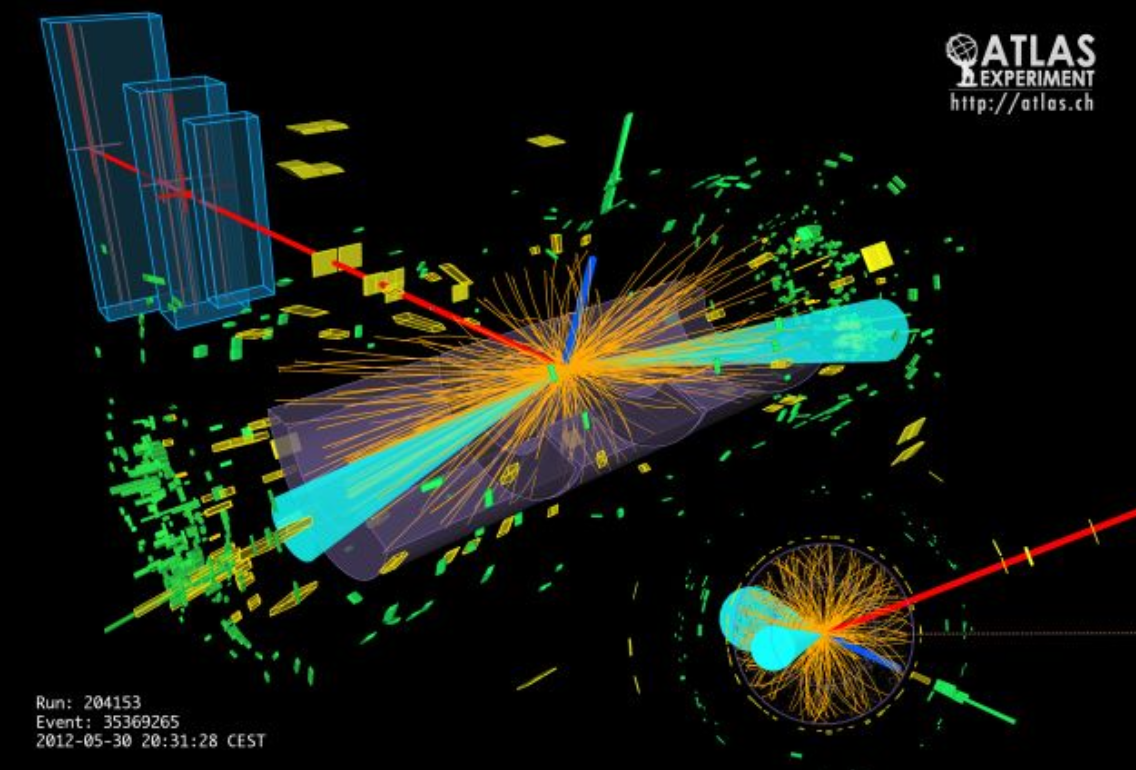 ATLAS
EXPERIMENT
http://atlas.ch
Run: 204153
Event: 35369265
2012-05-30 20:31:28 CEST